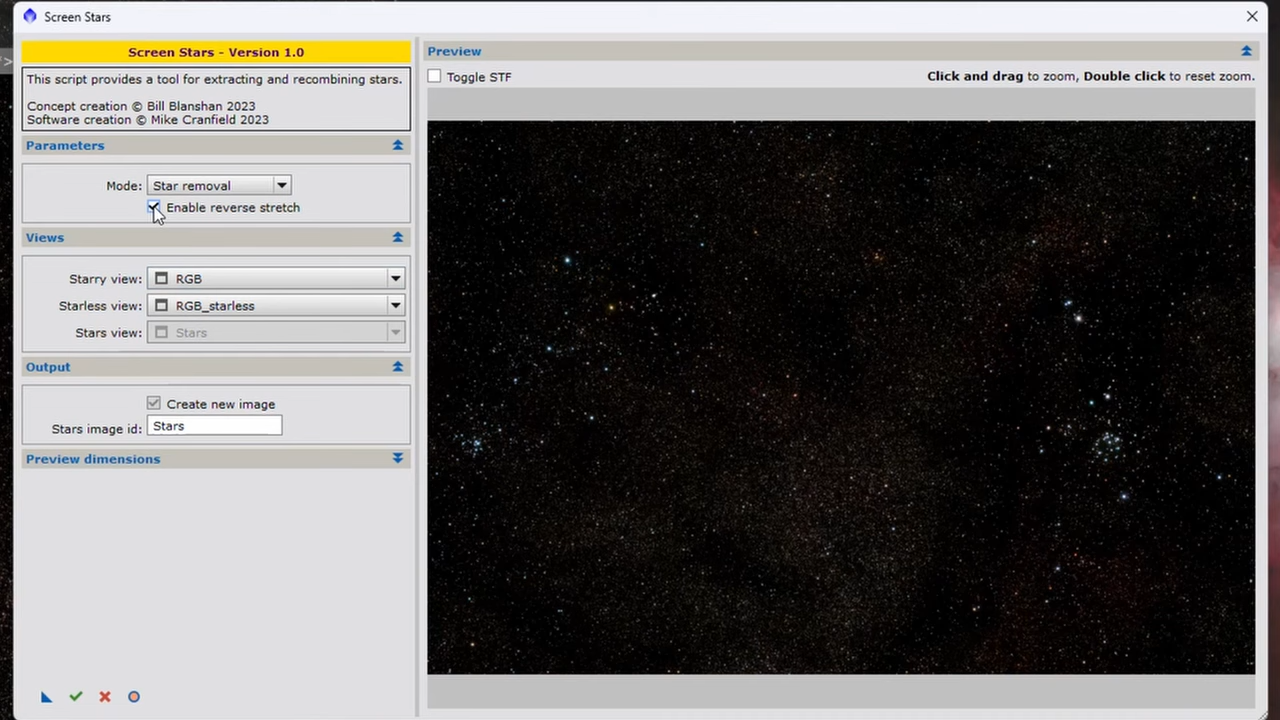 Screen Stars
Screen Stars - Version 1.0
This script provides a tool for extracting and recombining stars.
Concept creation © Bill Blanshan 2023
Software creation © Mike Cranfield 2023
Parameters
Mode: Star removal
Enable reverse stretch
Views
Starry view: RGB
Starless view: RGB_starless
Stars view: Stars
Output
Create new image
Stars image id: Stars
Preview dimensions
Preview
Toggle STF
Click and drag to zoom, Double click to reset zoom.